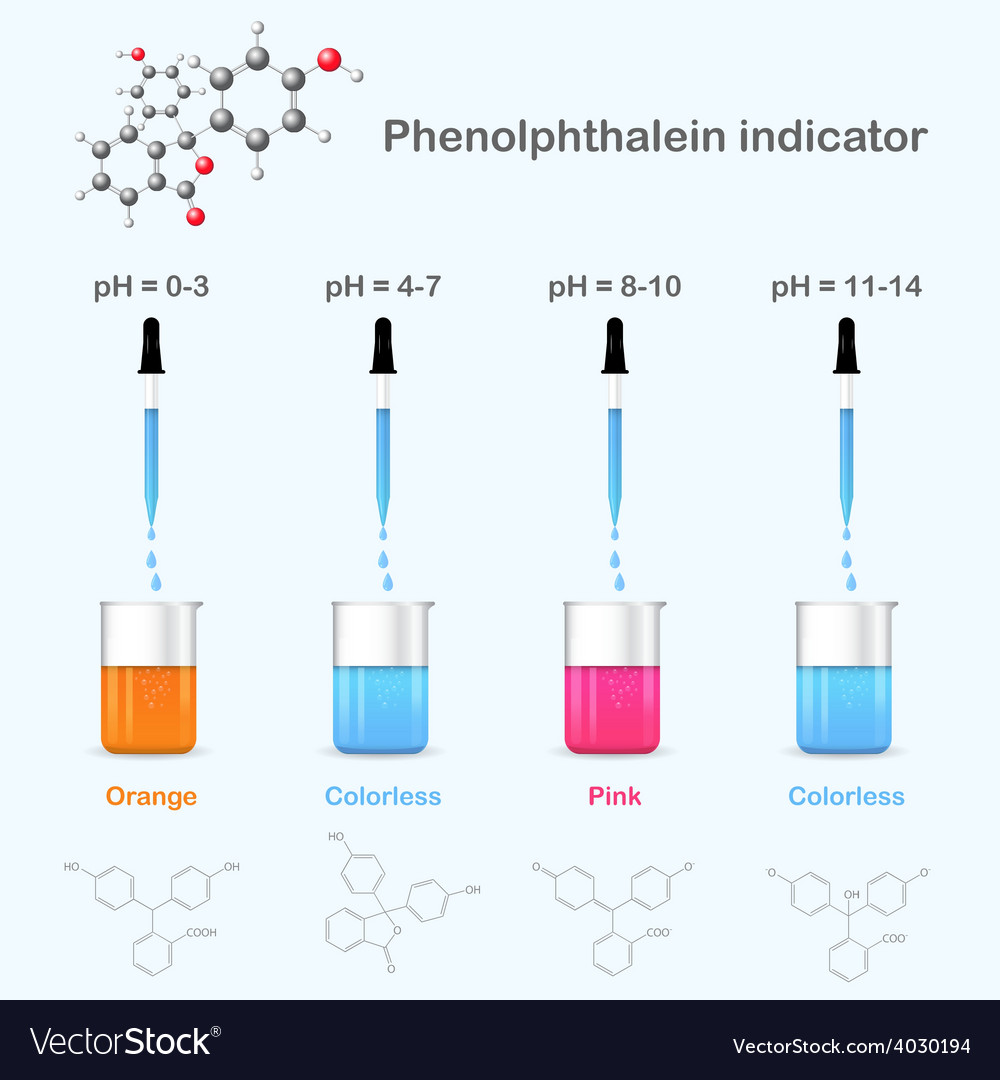 Phenolphthalein indicator
pH = 0-3
pH = 4-7
pH = 8-10
pH = 11-14
Orange
Colorless
Pink
Colorless
HO
OH
COOH
HO
OH
O
O
O
O⁻
COO⁻
⁻O
O⁻
OH
COO⁻
VectorStock®
VectorStock.com/4030194